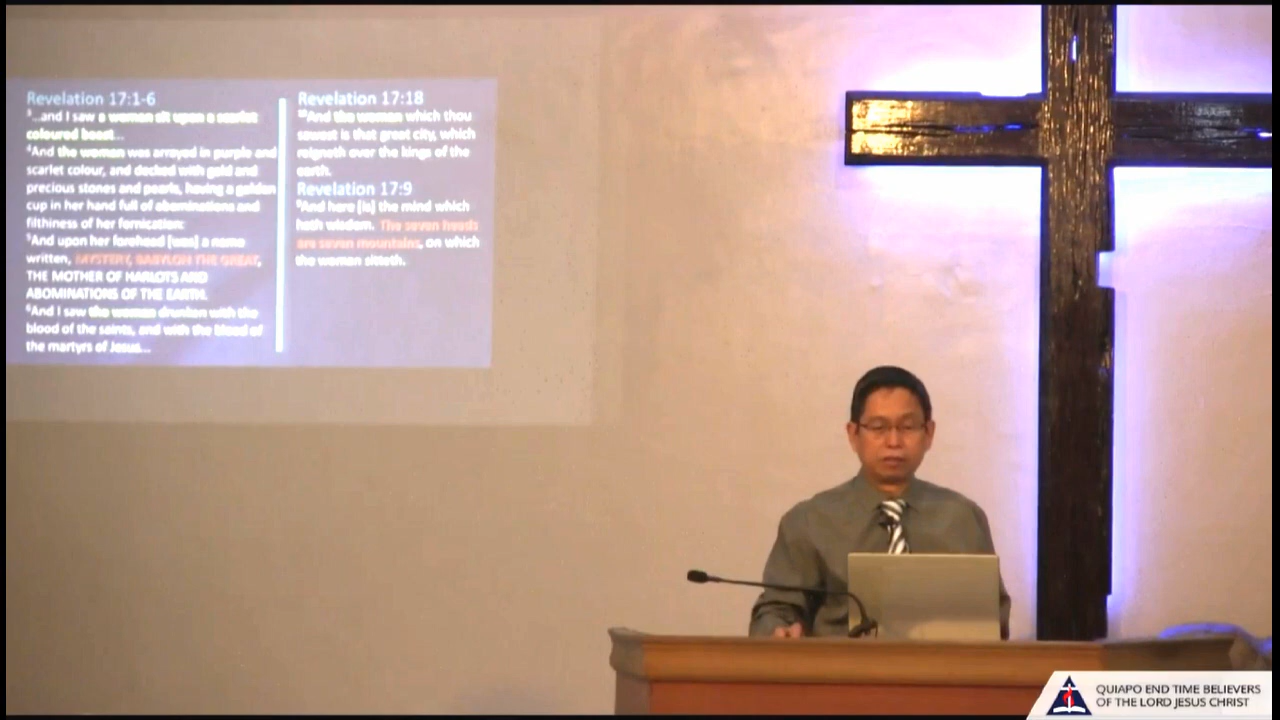 Revelation 17:1-6
³...and I saw a woman sit upon a scarlet
coloured beast...
⁴And the woman was arrayed in purple and
scarlet colour, and decked with gold and
precious stones and pearls, having a golden
cup in her hand full of abominations and
filthiness of her fornication:
⁵And upon her forehead [was] a name
written, MYSTERY, BABYLON THE GREAT,
THE MOTHER OF HARLOTS AND
ABOMINATIONS OF THE EARTH.
⁶And I saw the woman drunken with the
blood of the saints, and with the blood of
the martyrs of Jesus...
Revelation 17:18
¹⁸And the woman which thou
sawest is that great city, which
reigneth over the kings of the
earth.
Revelation 17:9
⁹And here [is] the mind which
hath wisdom. The seven heads
are seven mountains, on which
the woman sitteth.
QUIAPO END TIME BELIEVERS
OF THE LORD JESUS CHRIST